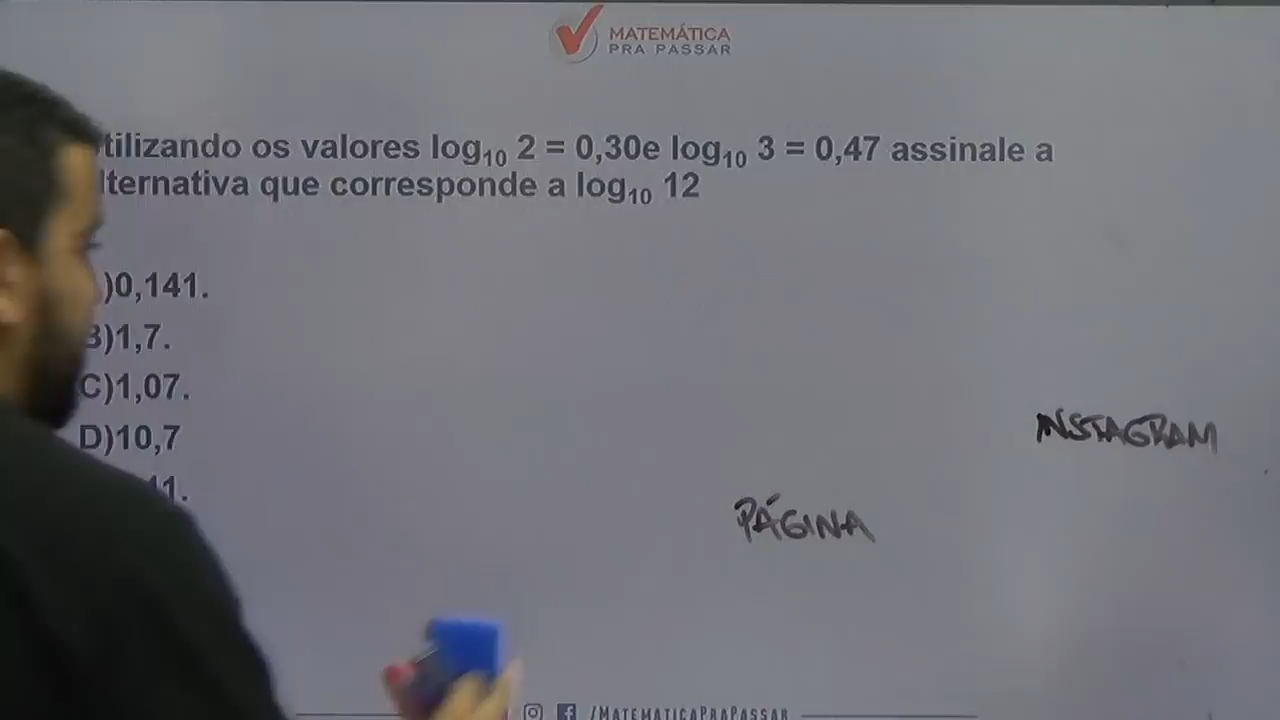 MATEMÁTICA
PRA PASSAR
tilizando os valores log10 2 = 0,30e log10 3 = 0,47 assinale a
lternativa que corresponde a log10 12
)0,141.
B)1,7.
C)1,07.
D)10,7
11.
INSTAGRAM
PÁGINA
/MATEMATICAPRAPASSAR